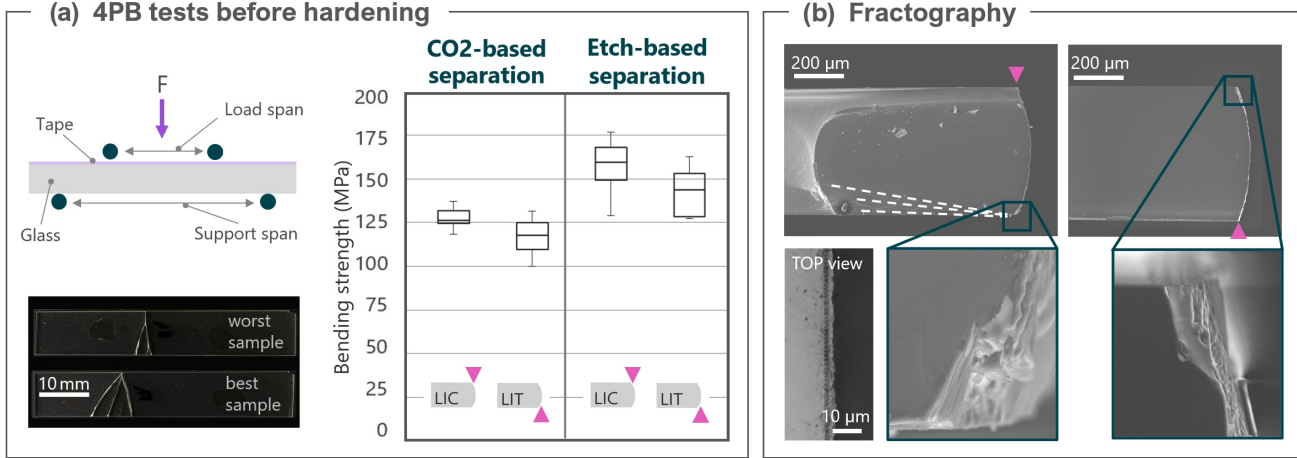 (a) 4PB tests before hardening
F
Tape
Load span
Glass
Support span
worst
sample
10 mm
best
sample
CO2-based
separation
Etch-based
separation
Bending strength (MPa)
200
175
150
125
100
75
50
25
0
LIC
LIT
LIC
LIT
(b) Fractography
200 µm
200 µm
TOP view
10 µm